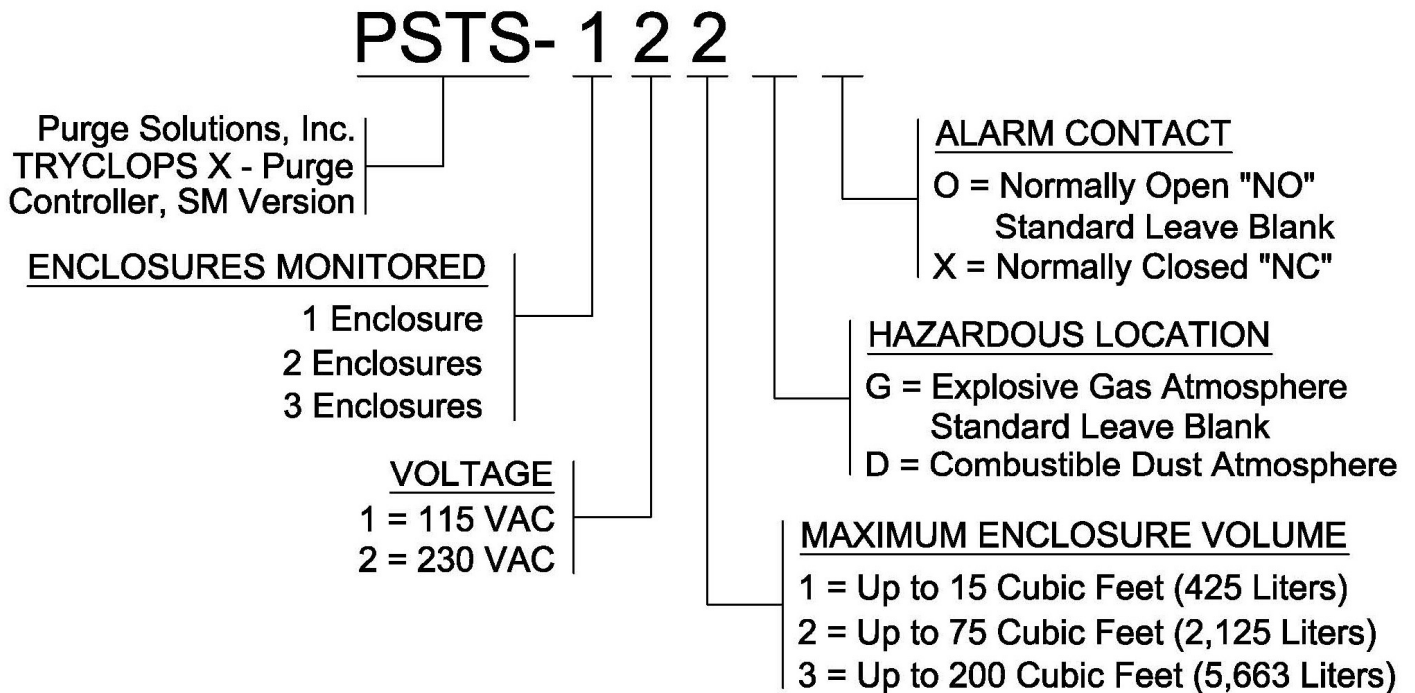 PSTS- 1 2 2
Purge Solutions, Inc.
TRYCLOPS X - Purge
Controller, SM Version
ENCLOSURES MONITORED
1 Enclosure
2 Enclosures
3 Enclosures
VOLTAGE
1 = 115 VAC
2 = 230 VAC
ALARM CONTACT
O = Normally Open "NO"
Standard Leave Blank
X = Normally Closed "NC"
HAZARDOUS LOCATION
G = Explosive Gas Atmosphere
Standard Leave Blank
D = Combustible Dust Atmosphere
MAXIMUM ENCLOSURE VOLUME
1 = Up to 15 Cubic Feet (425 Liters)
2 = Up to 75 Cubic Feet (2,125 Liters)
3 = Up to 200 Cubic Feet (5,663 Liters)